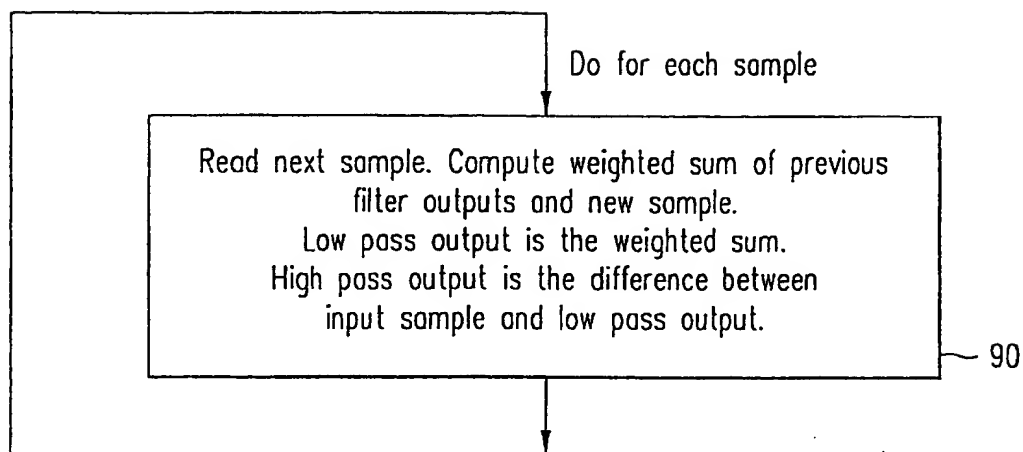 Do for each sample
Read next sample. Compute weighted sum of previous
filter outputs and new sample.
Low pass output is the weighted sum.
High pass output is the difference between
input sample and low pass output.
90